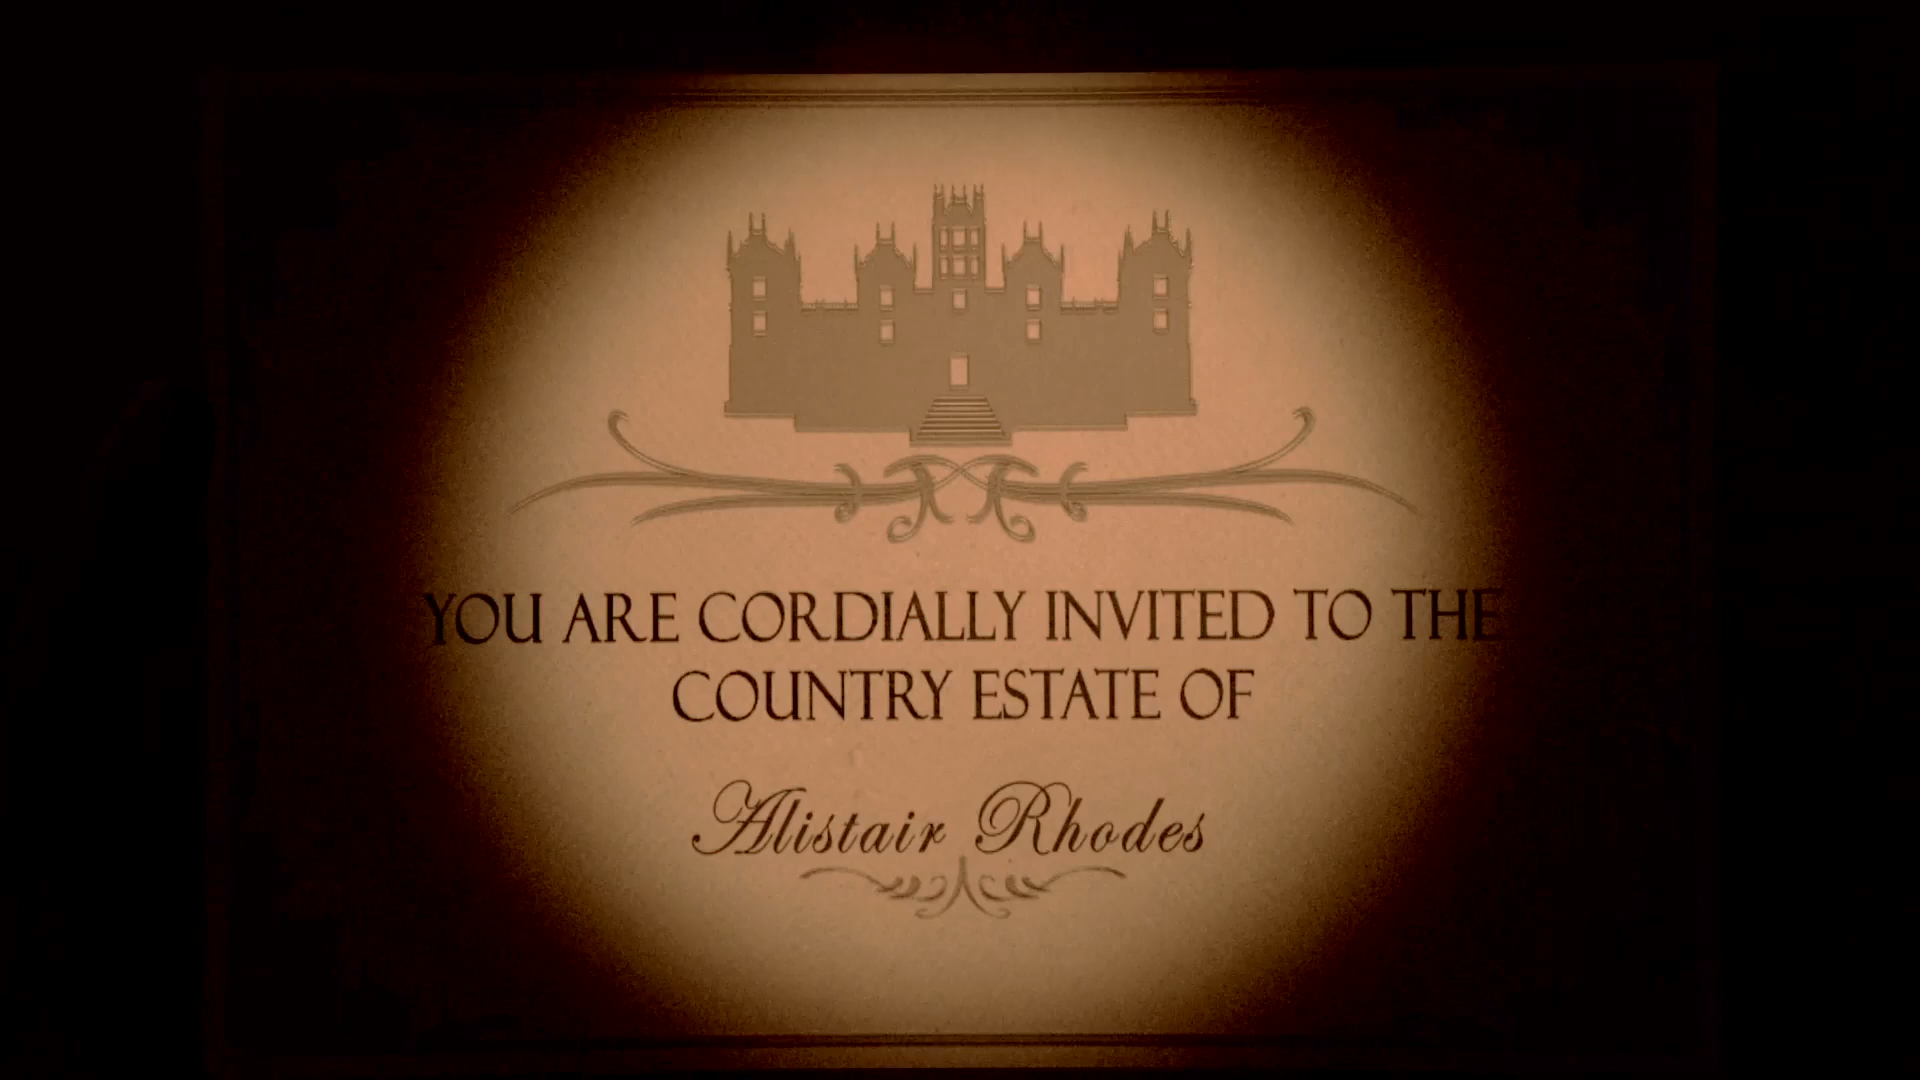 YOU ARE CORDIALLY INVITED TO THE
COUNTRY ESTATE OF
Alistair Rhodes